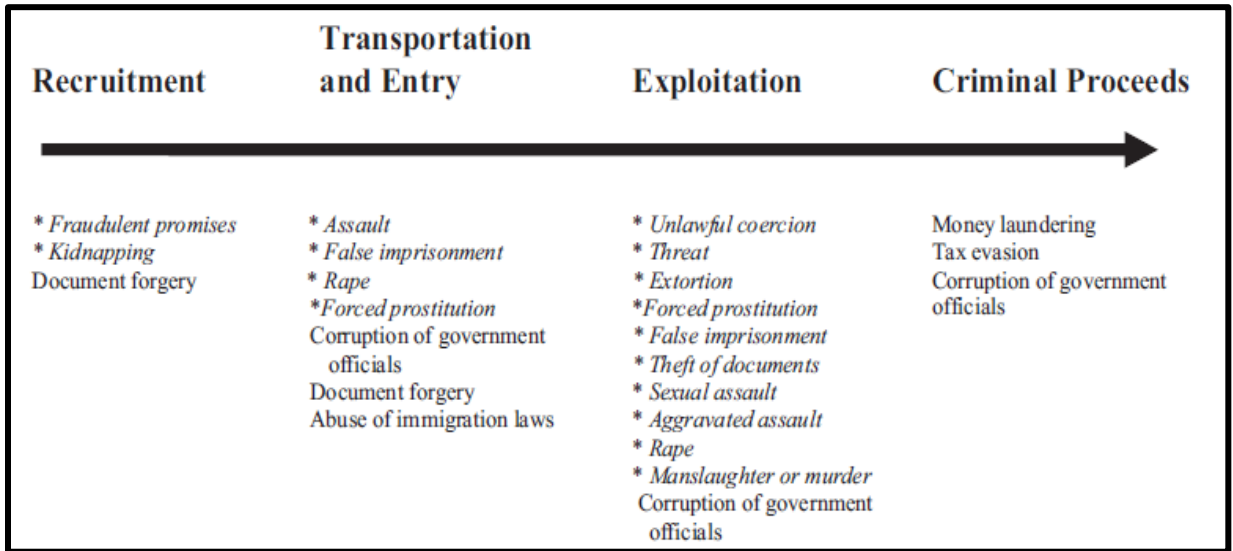 Recruitment
Transportation
and Entry
Exploitation
Criminal Proceeds
* Fraudulent promises
* Kidnapping
Document forgery
* Assault
* False imprisonment
* Rape
*Forced prostitution
Corruption of government
officials
Document forgery
Abuse of immigration laws
* Unlawful coercion
* Threat
* Extortion
*Forced prostitution
* False imprisonment
* Theft of documents
* Sexual assault
* Aggravated assault
* Rape
* Manslaughter or murder
Corruption of government
officials
Money laundering
Tax evasion
Corruption of government
officials